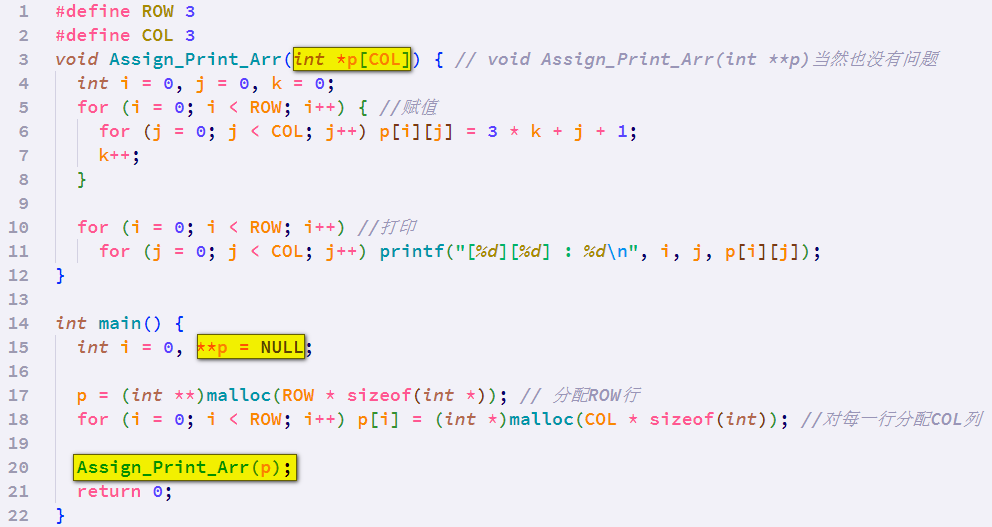 1 #define ROW 3
2 #define COL 3
3 void Assign_Print_Arr(int *p[COL]) { // void Assign_Print_Arr(int **p)当然也没有问题
4   int i = 0, j = 0, k = 0;
5   for (i = 0; i < ROW; i++) { //赋值
6     for (j = 0; j < COL; j++) p[i][j] = 3 * k + j + 1;
7     k++;
8   }
9
10   for (i = 0; i < ROW; i++) //打印
11     for (j = 0; j < COL; j++) printf("[%d][%d] : %d\n", i, j, p[i][j]);
12 }
13
14 int main() {
15   int i = 0, **p = NULL;
16
17   p = (int **)malloc(ROW * sizeof(int *)); // 分配ROW行
18   for (i = 0; i < ROW; i++) p[i] = (int *)malloc(COL * sizeof(int)); //对每一行分配COL列
19
20   Assign_Print_Arr(p);
21   return 0;
22 }